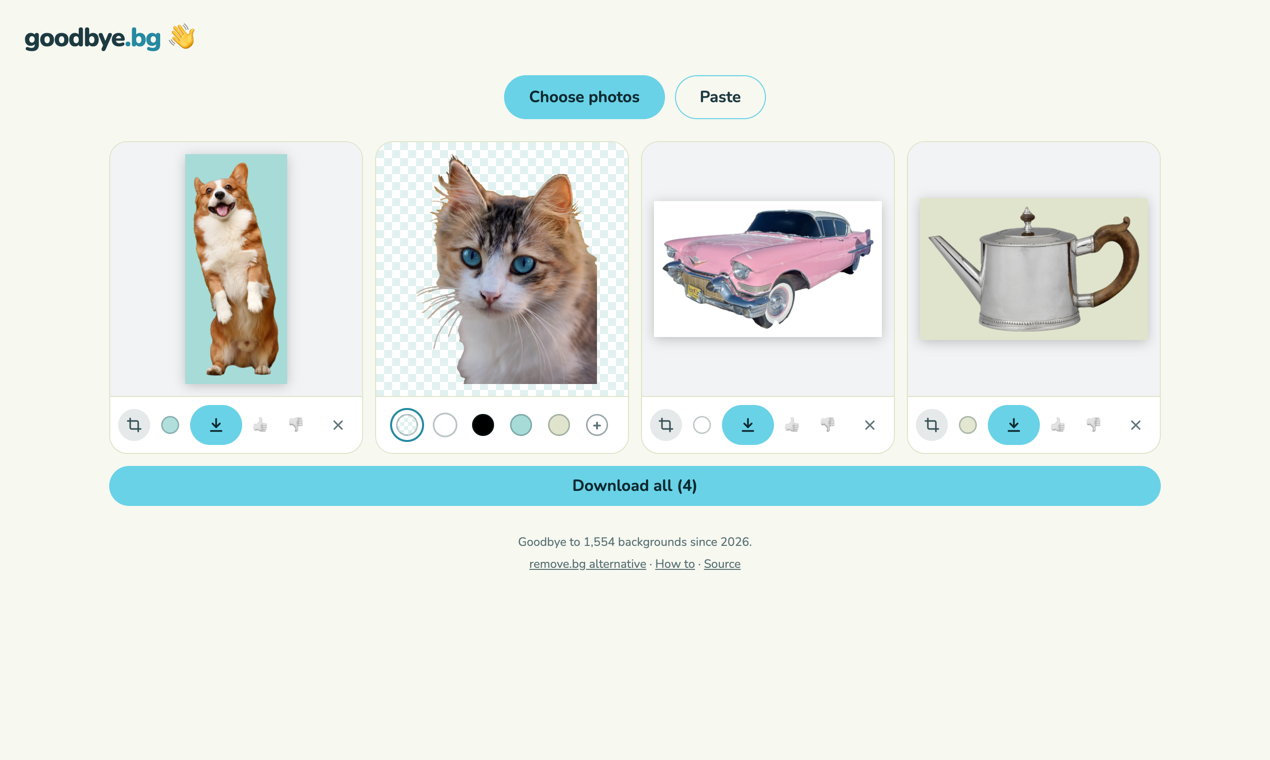 goodbye.bg
Choose photos
Paste
Download all (4)
Goodbye to 1,554 backgrounds since 2026.
remove.bg alternative · How to · Source